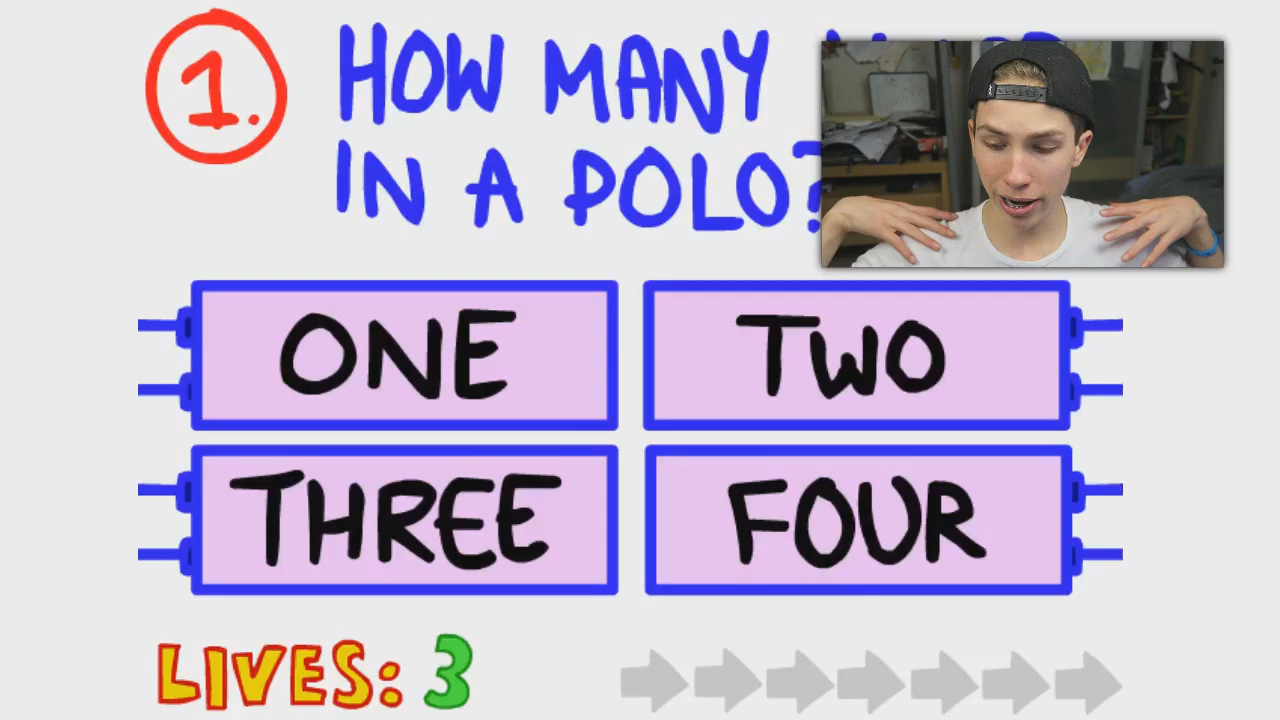 1. HOW MANY
IN A POLO?
ONE
TWO
THREE
FOUR
LIVES: 3